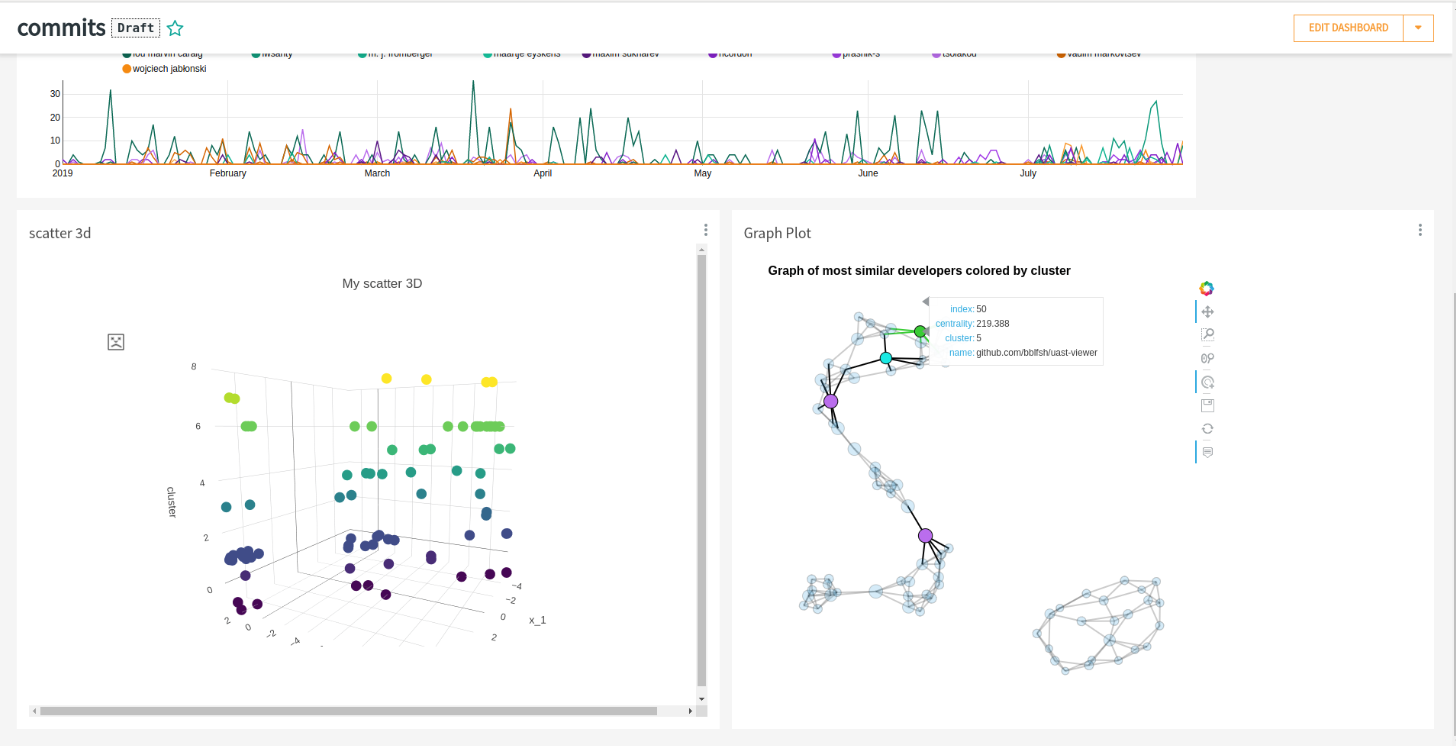 commits Draft EDIT DASHBOARD
lou marvin caraig m. j. fromberger maartje eyskens maxim sukharev ncordon prashik-s tsolakou vadim markovtsev
wojciech jabłonski
30
20
10
0
2019 February March April May June July
scatter 3d
My scatter 3D
8
6
4
2
0
cluster
2 0 −2 −4
−4
−2
0
2
x_1
Graph Plot
Graph of most similar developers colored by cluster
index: 50
centrality: 219.388
cluster: 5
name: github.com/bblfsh/uast-viewer